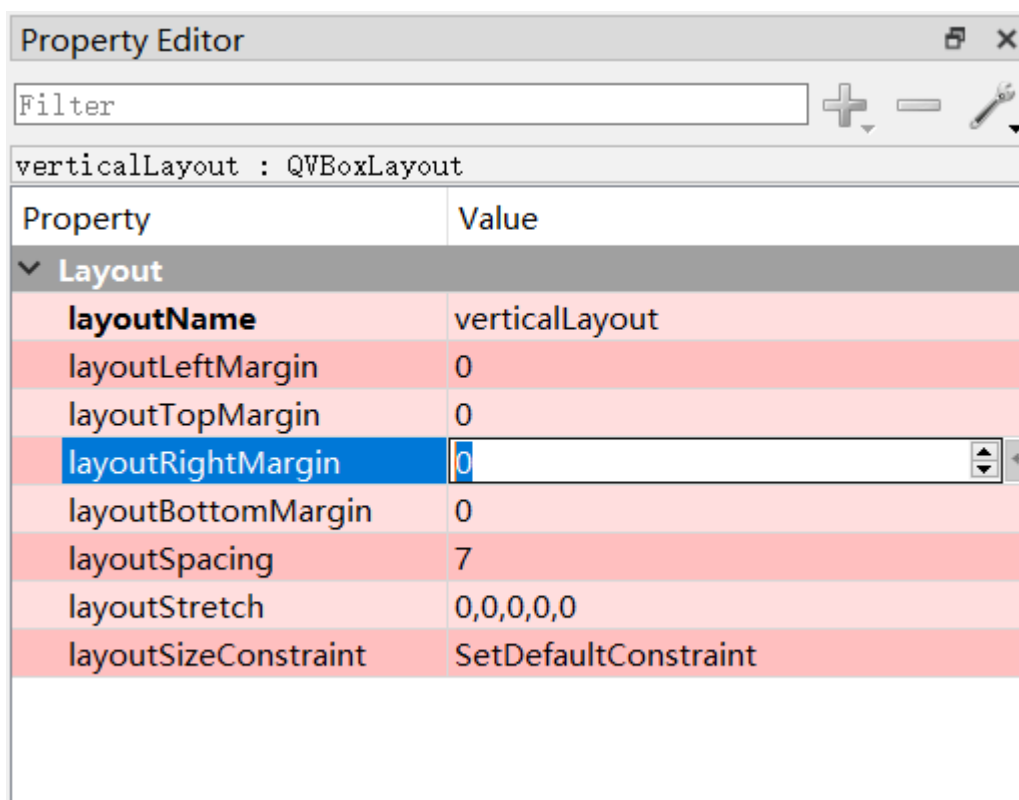 Property Editor
Filter
verticalLayout : QVBoxLayout
Property Value
Layout
layoutName verticalLayout
layoutLeftMargin 0
layoutTopMargin 0
layoutRightMargin 0
layoutBottomMargin 0
layoutSpacing 7
layoutStretch 0,0,0,0,0
layoutSizeConstraint SetDefaultConstraint